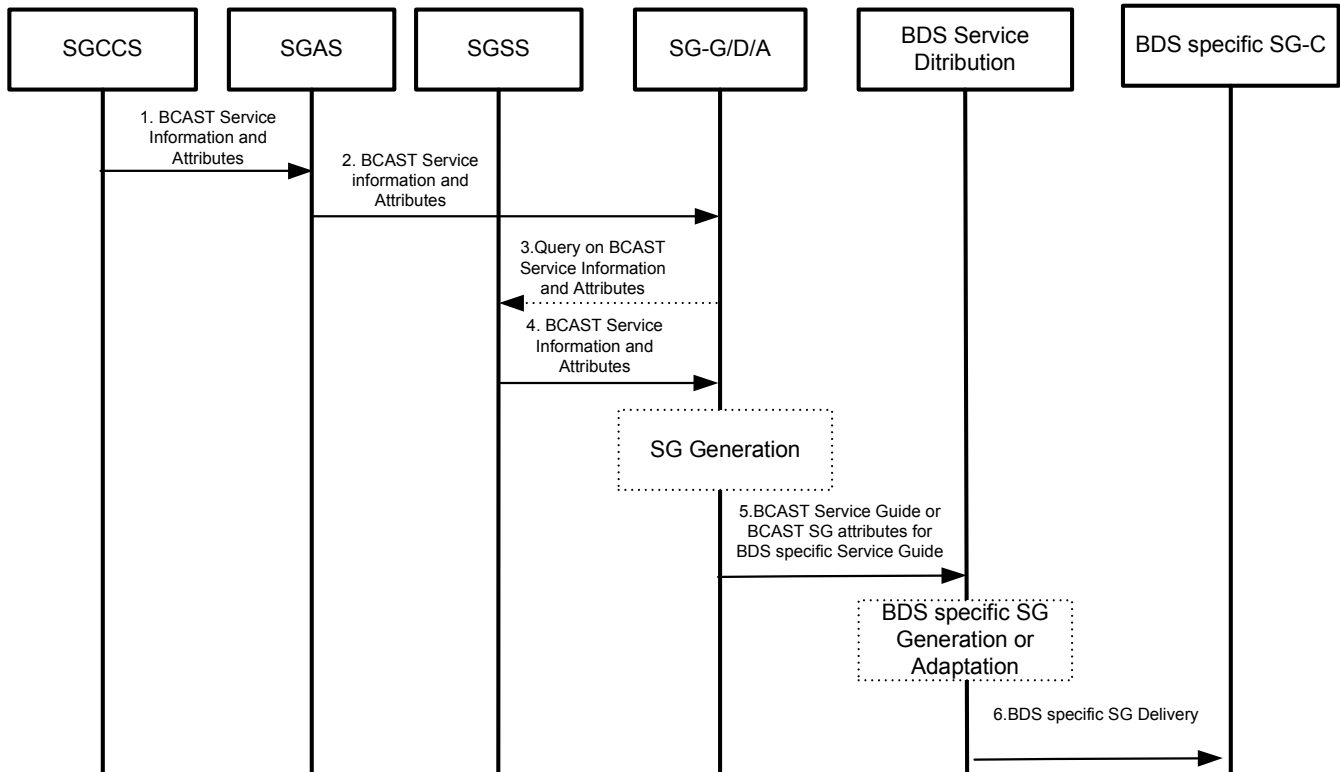 SGCCS
SGAS
SGSS
SG-G/D/A
BDS Service
Ditribution
BDS specific SG-C
1. BCAST Service
Information and
Attributes
2. BCAST Service
information and
Attributes
3.Query on BCAST
Service Information
and Attributes
4. BCAST Service
Information and
Attributes
SG Generation
5.BCAST Service Guide or
BCAST SG attributes for
BDS specific Service Guide
BDS specific SG
Generation or
Adaptation
6.BDS specific SG Delivery